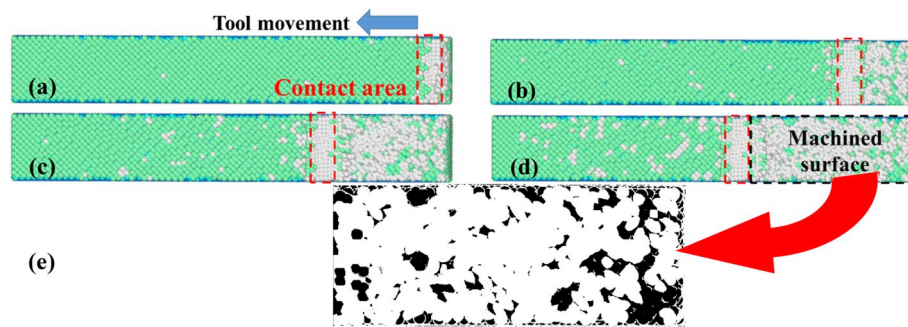 Tool movement
(a)
Contact area
(b)
(c)
(d)
Machined
surface
(e)